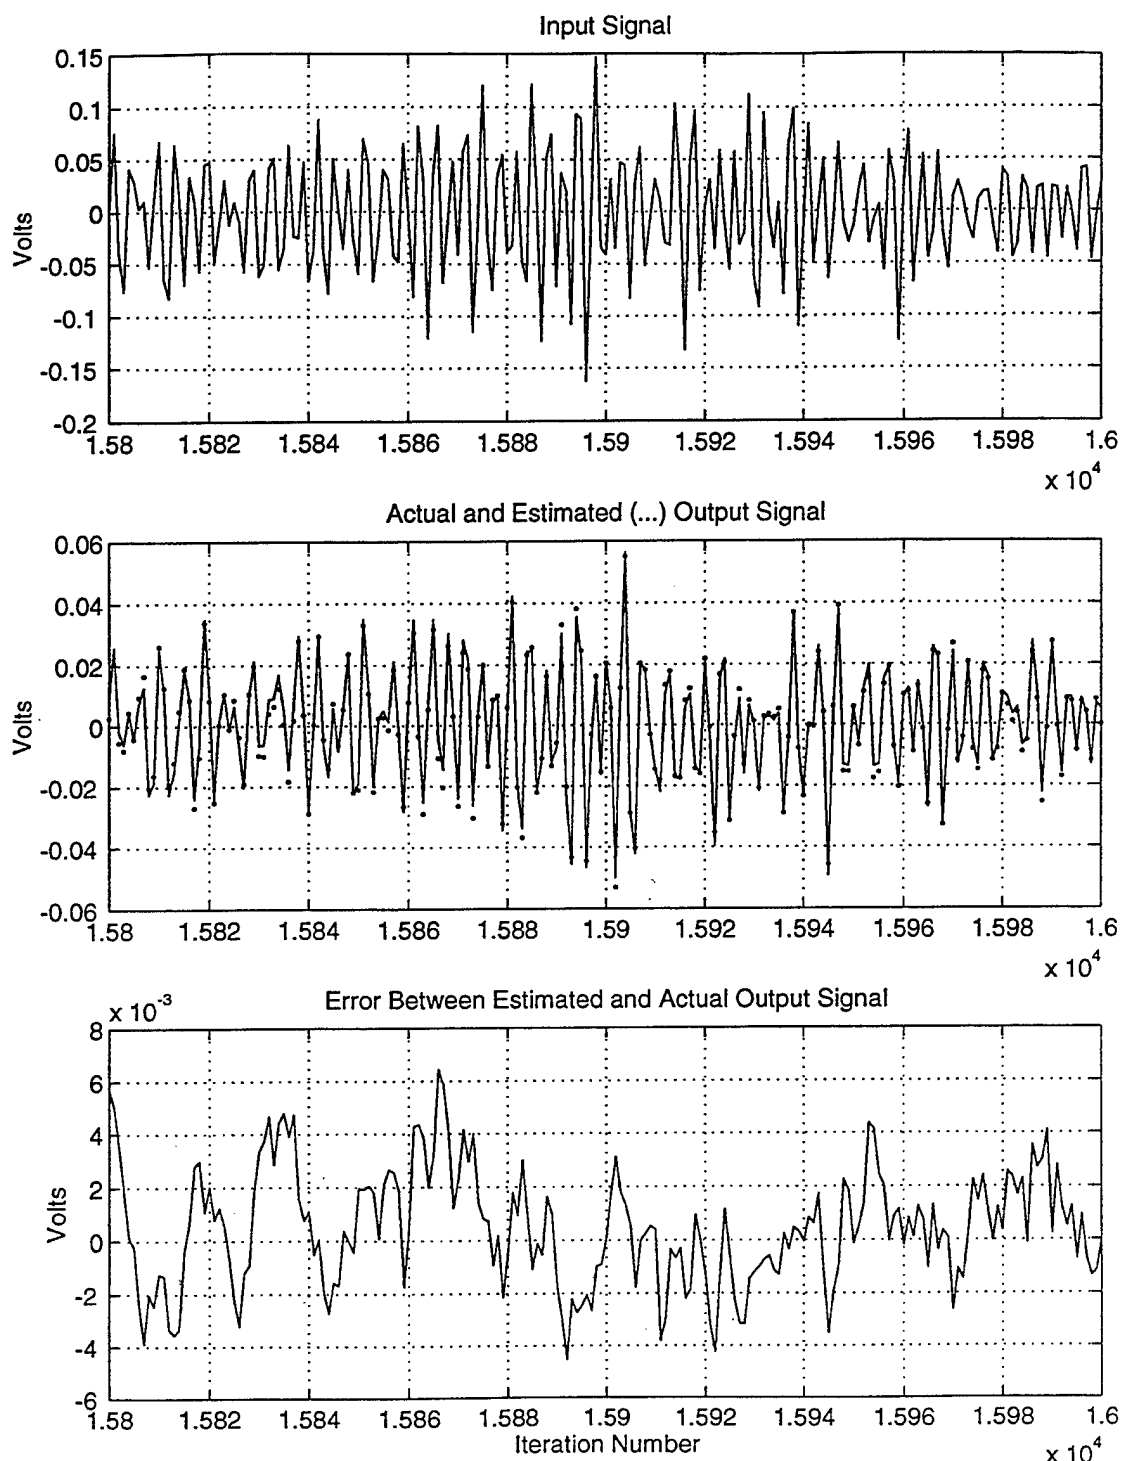 Input Signal
0.15
0.1
0.05
0
-0.05
-0.1
-0.15
-0.2
Volts
1.58 1.582 1.584 1.586 1.588 1.59 1.592 1.594 1.596 1.598 1.6
x 10^4
Actual and Estimated (...) Output Signal
0.06
0.04
0.02
0
-0.02
-0.04
-0.06
Volts
1.58 1.582 1.584 1.586 1.588 1.59 1.592 1.594 1.596 1.598 1.6
x 10^4
x 10^-3
Error Between Estimated and Actual Output Signal
8
6
4
2
0
-2
-4
-6
Volts
1.58 1.582 1.584 1.586 1.588 1.59 1.592 1.594 1.596 1.598 1.6
Iteration Number
x 10^4